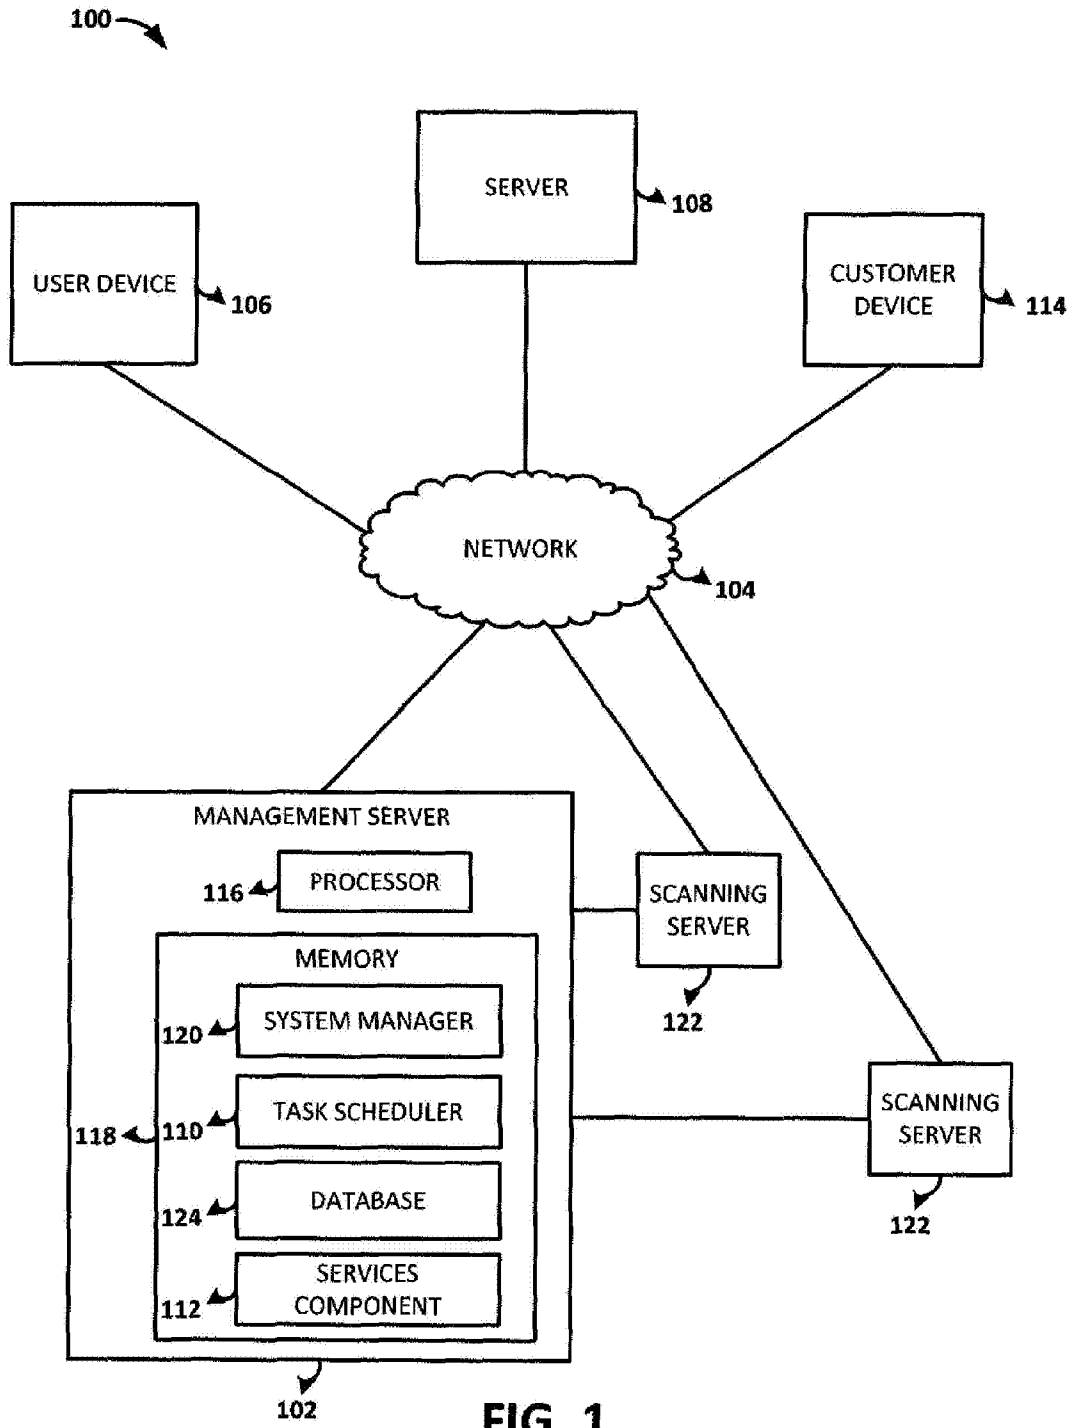 100
SERVER
108
USER DEVICE
106
CUSTOMER
DEVICE
114
NETWORK
104
MANAGEMENT SERVER
PROCESSOR
116
MEMORY
SYSTEM MANAGER
120
TASK SCHEDULER
110
118
DATABASE
124
SERVICES
COMPONENT
112
102
SCANNING
SERVER
122
SCANNING
SERVER
122
FIG. 1